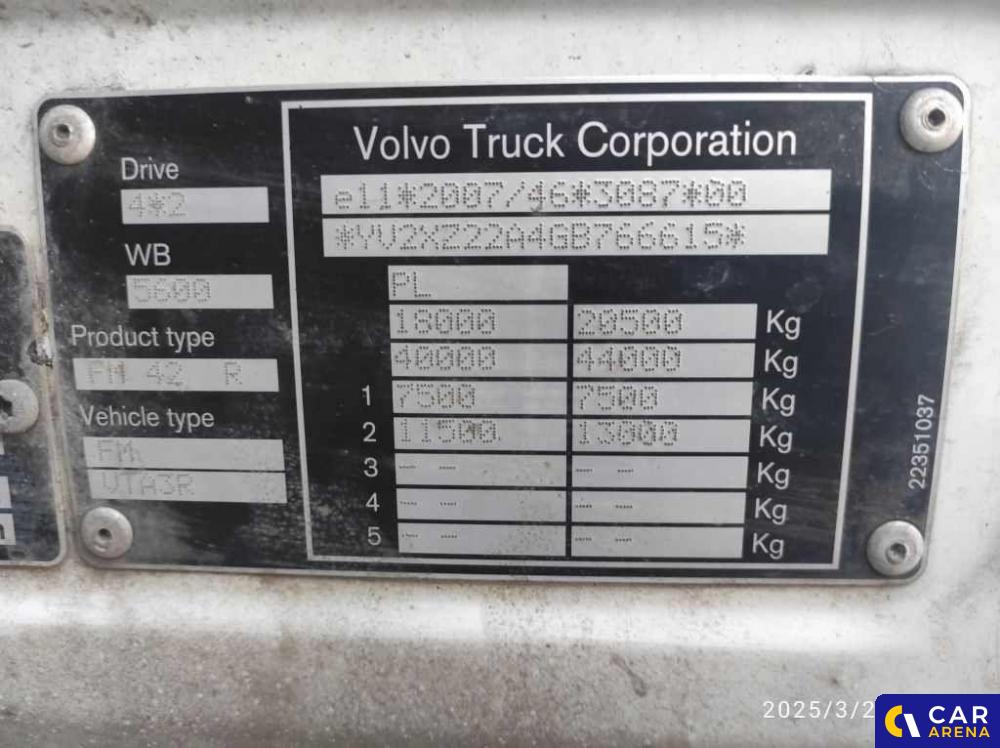 Volvo Truck Corporation
Drive
4*2
WB
5600
Product type
FM 42 R
Vehicle type
FM
VTA3R
e11*2007/46*3087*00
*YV2XZ22A4GB766615*
PL
18000 20500 Kg
40000 44000 Kg
1 7500 7500 Kg
2 11500 13000 Kg
3 -- -- -- -- Kg
4 -- -- -- -- Kg
5 -- -- -- -- Kg
22351037
2025/3/2
CAR
ARENA